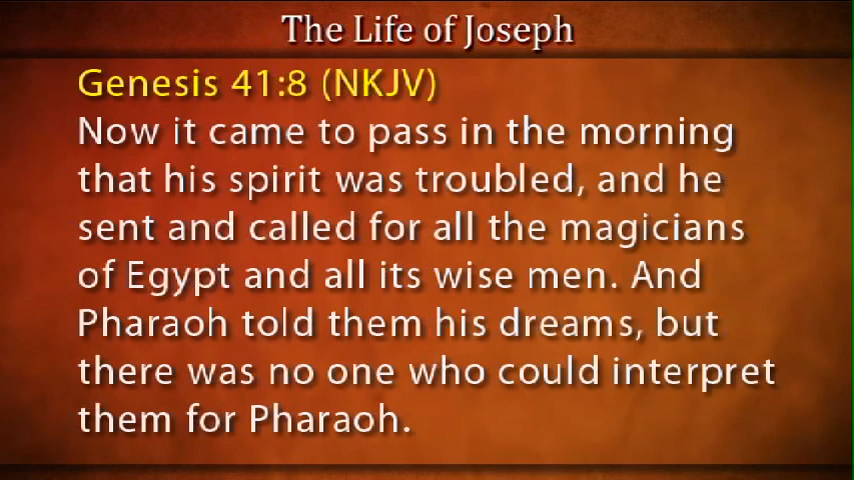 The Life of Joseph
Genesis 41:8 (NKJV)
Now it came to pass in the morning
that his spirit was troubled, and he
sent and called for all the magicians
of Egypt and all its wise men. And
Pharaoh told them his dreams, but
there was no one who could interpret
them for Pharaoh.